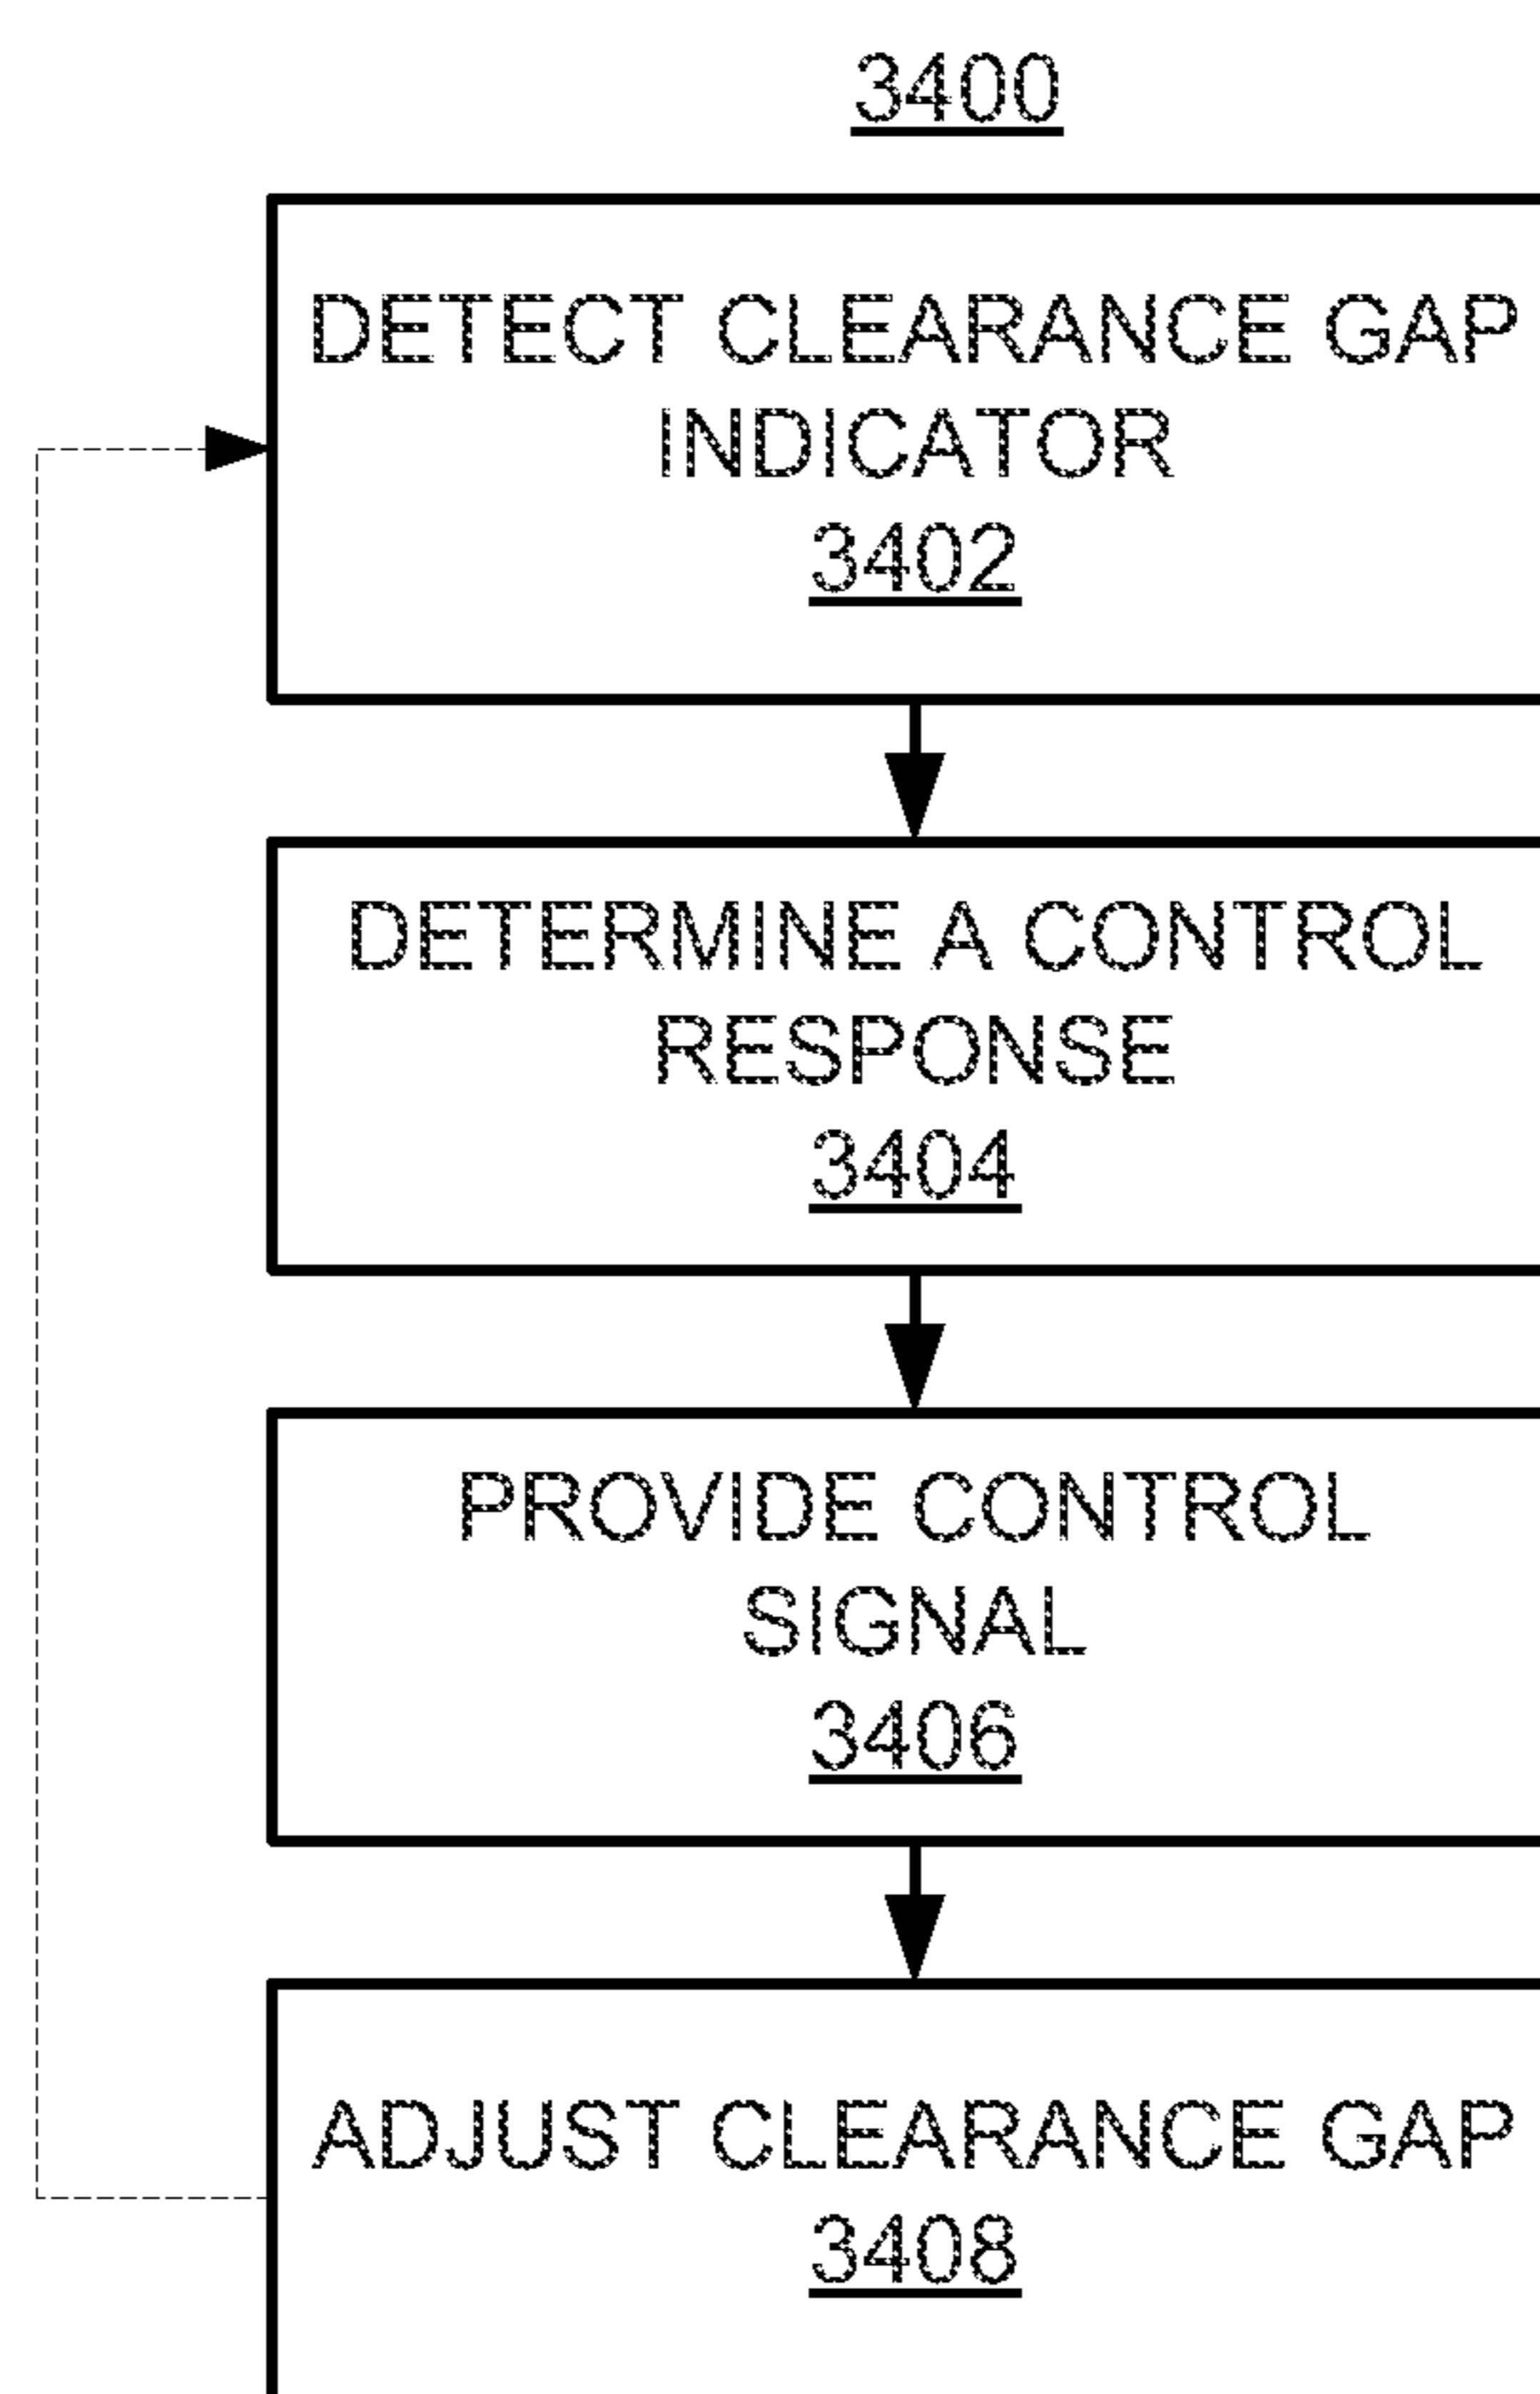 3400
DETECT CLEARANCE GAP
INDICATOR
3402
DETERMINE A CONTROL
RESPONSE
3404
PROVIDE CONTROL
SIGNAL
3406
ADJUST CLEARANCE GAP
3408